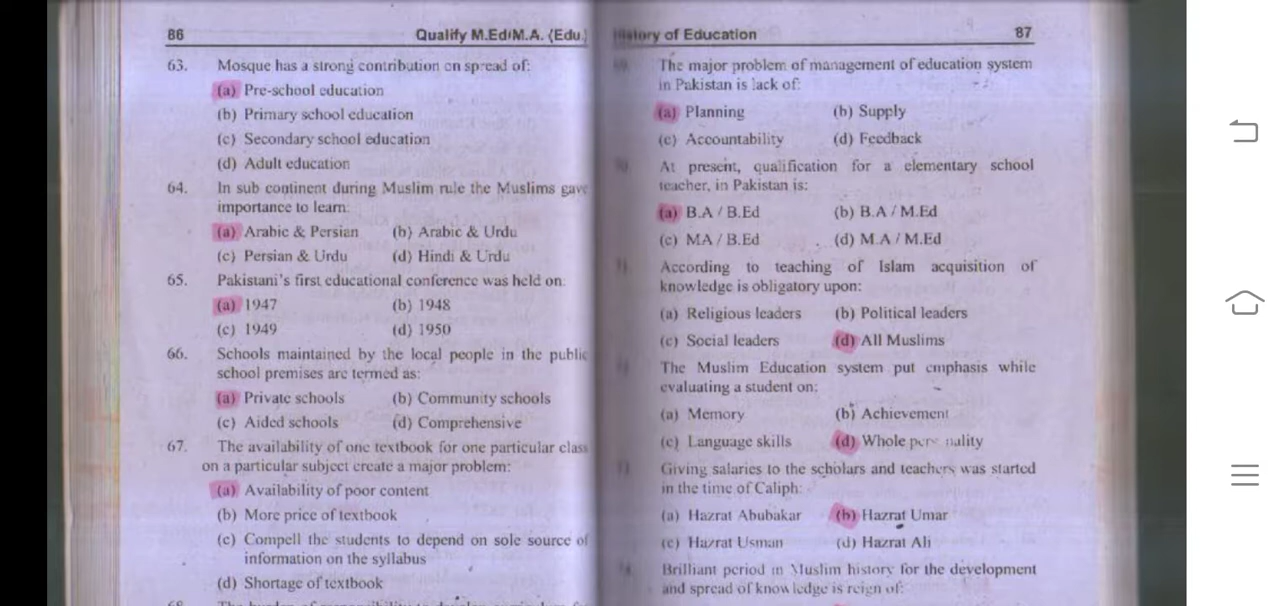 86 Qualify M.Ed/M.A. (Edu.)
63. Mosque has a strong contribution on spread of:
(a) Pre-school education
(b) Primary school education
(c) Secondary school education
(d) Adult education
64. In sub continent during Muslim rule the Muslims gave
importance to learn:
(a) Arabic & Persian (b) Arabic & Urdu
(c) Persian & Urdu (d) Hindi & Urdu
65. Pakistani's first educational conference was held on:
(a) 1947 (b) 1948
(c) 1949 (d) 1950
66. Schools maintained by the local people in the public
school premises are termed as:
(a) Private schools (b) Community schools
(c) Aided schools (d) Comprehensive
67. The availability of one textbook for one particular class
on a particular subject create a major problem:
(a) Availability of poor content
(b) More price of textbook
(c) Compell the students to depend on sole source of
information on the syllabus
(d) Shortage of textbook
History of Education 87
The major problem of management of education system
in Pakistan is lack of:
(a) Planning (b) Supply
(c) Accountability (d) Feedback
At present, qualification for a elementary school
teacher, in Pakistan is:
(a) B.A / B.Ed (b) B.A / M.Ed
(c) MA / B.Ed (d) M.A / M.Ed
According to teaching of Islam acquisition of
knowledge is obligatory upon:
(a) Religious leaders (b) Political leaders
(c) Social leaders (d) All Muslims
The Muslim Education system put emphasis while
evaluating a student on:
(a) Memory (b) Achievement
(c) Language skills (d) Whole personality
Giving salaries to the scholars and teachers was started
in the time of Caliph:
(a) Hazrat Abubakar (b) Hazrat Umar
(c) Hazrat Usman (d) Hazrat Ali
Brilliant period in Muslim history for the development
and spread of knowledge is reign of: